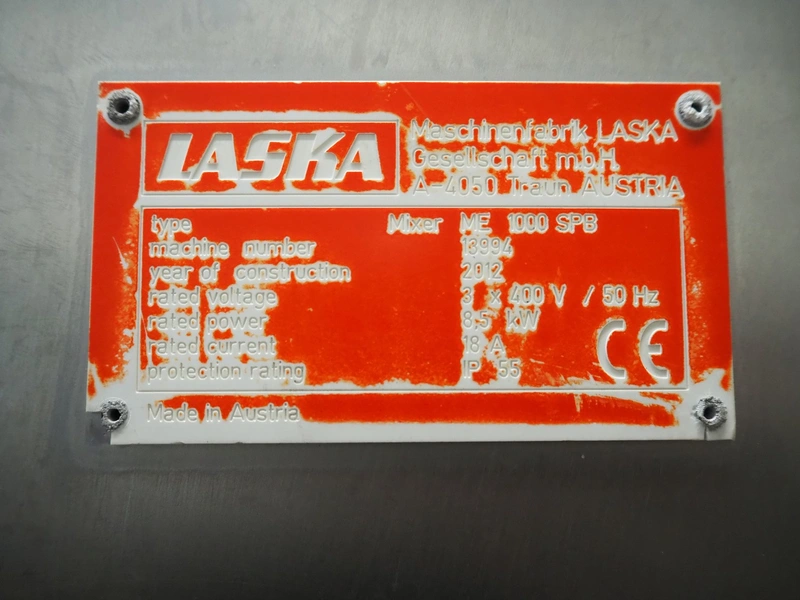 LASKA
Maschinenfabrik LASKA
Gesellschaft m.b.H.
A-4050 Traun AUSTRIA
type Mixer ME 1000 SPB
machine number 13994
year of construction 2012
rated voltage 3 x 400 V / 50 Hz
rated power 8,5 kW
rated current 18 A
protection rating IP 55
CE
Made in Austria